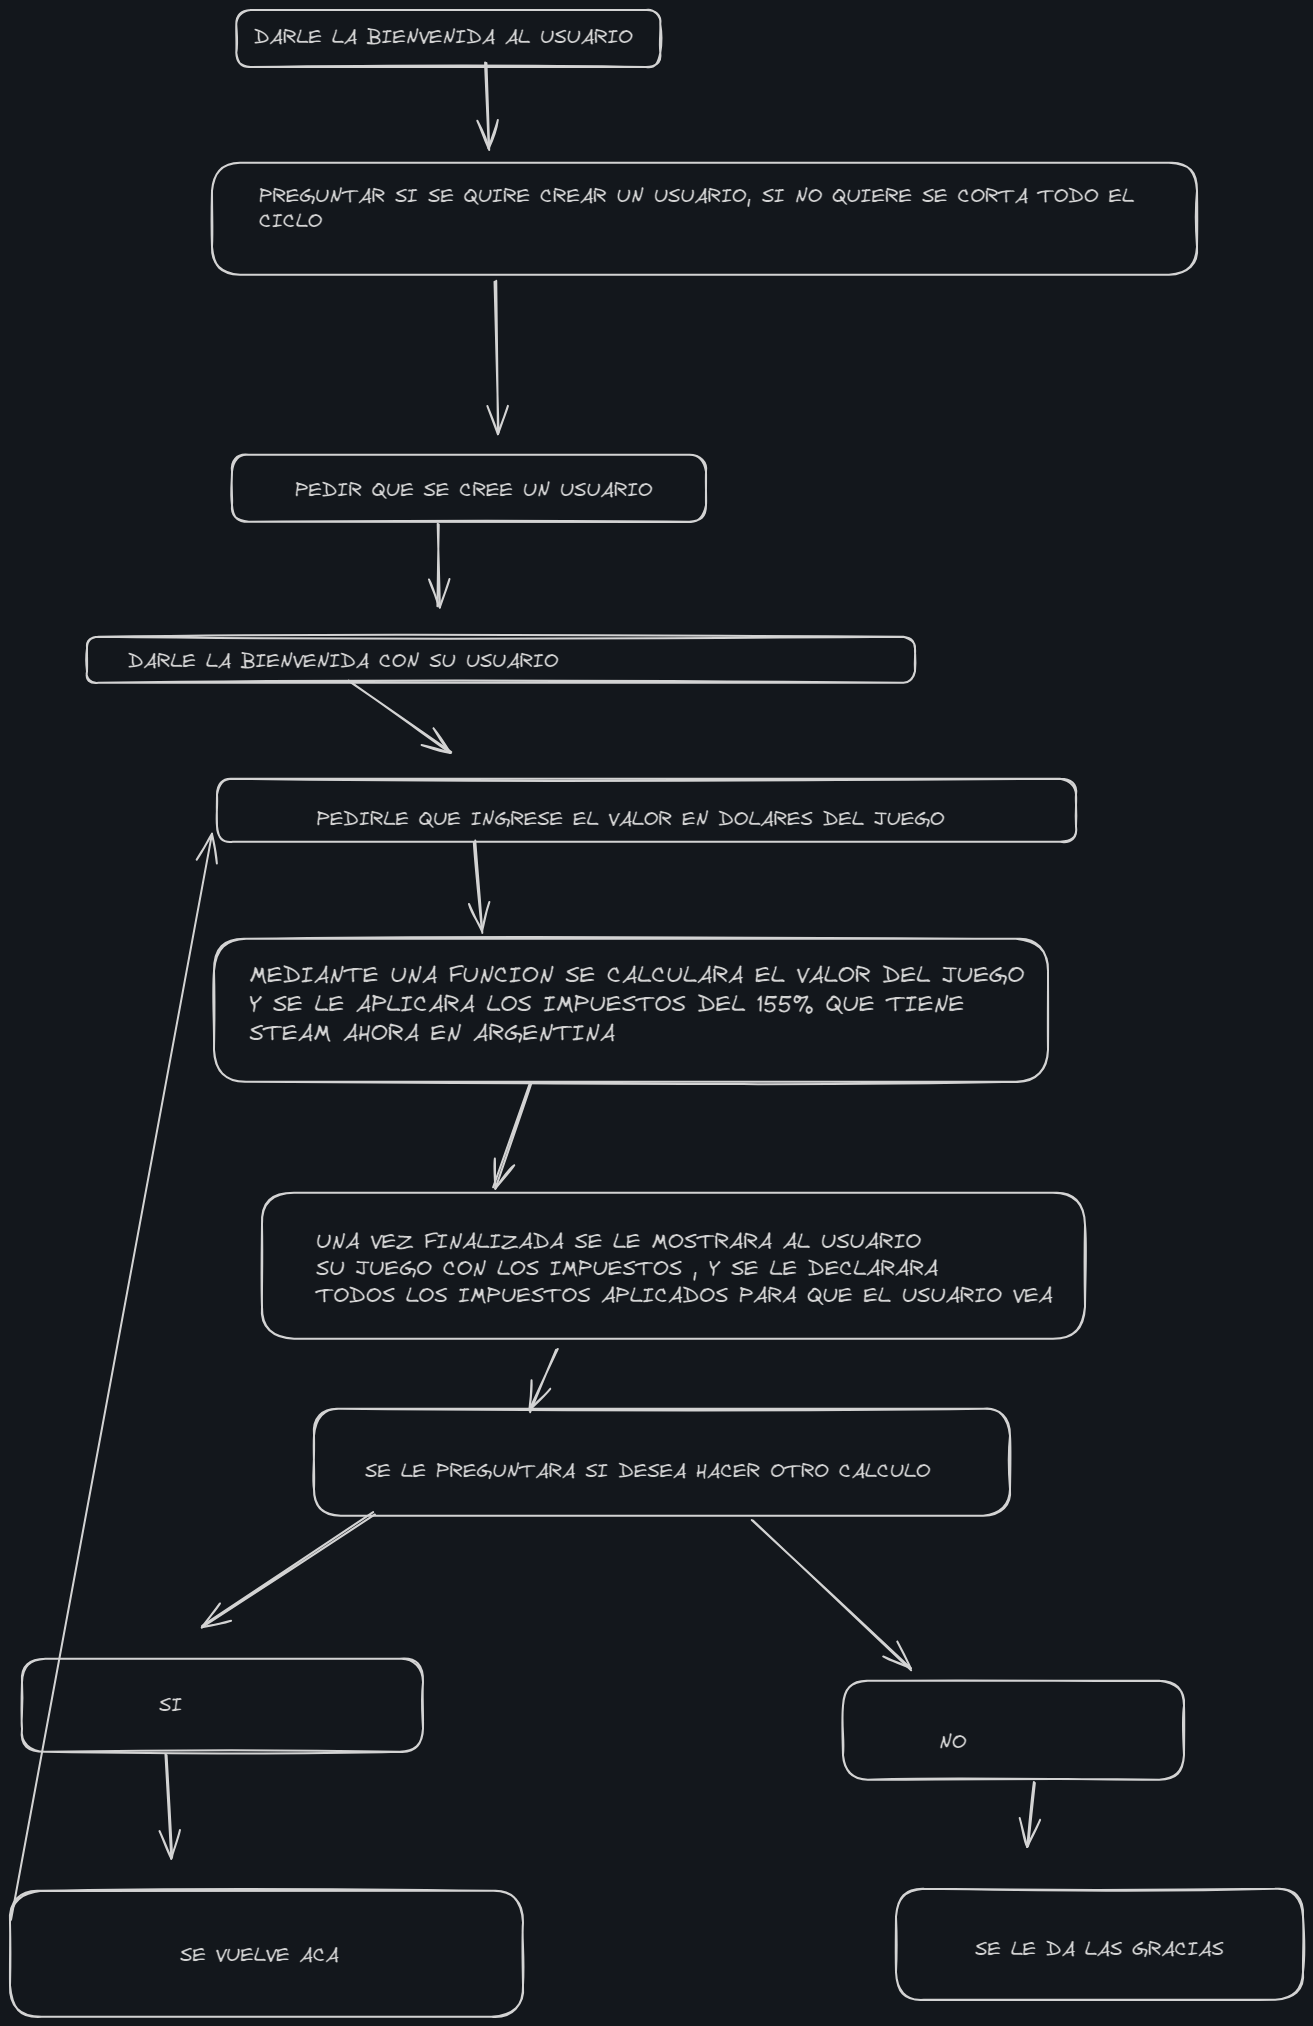 DARLE LA BIENVENIDA AL USUARIO
PREGUNTAR SI SE QUIRE CREAR UN USUARIO, SI NO QUIERE SE CORTA TODO EL
CICLO
PEDIR QUE SE CREE UN USUARIO
DARLE LA BIENVENIDA CON SU USUARIO
PEDIRLE QUE INGRESE EL VALOR EN DOLARES DEL JUEGO
MEDIANTE UNA FUNCION SE CALCULARA EL VALOR DEL JUEGO
Y SE LE APLICARA LOS IMPUESTOS DEL 155% QUE TIENE
STEAM AHORA EN ARGENTINA
UNA VEZ FINALIZADA SE LE MOSTRARA AL USUARIO
SU JUEGO CON LOS IMPUESTOS , Y SE LE DECLARARA
TODOS LOS IMPUESTOS APLICADOS PARA QUE EL USUARIO VEA
SE LE PREGUNTARA SI DESEA HACER OTRO CALCULO
SI
NO
SE VUELVE ACA
SE LE DA LAS GRACIAS